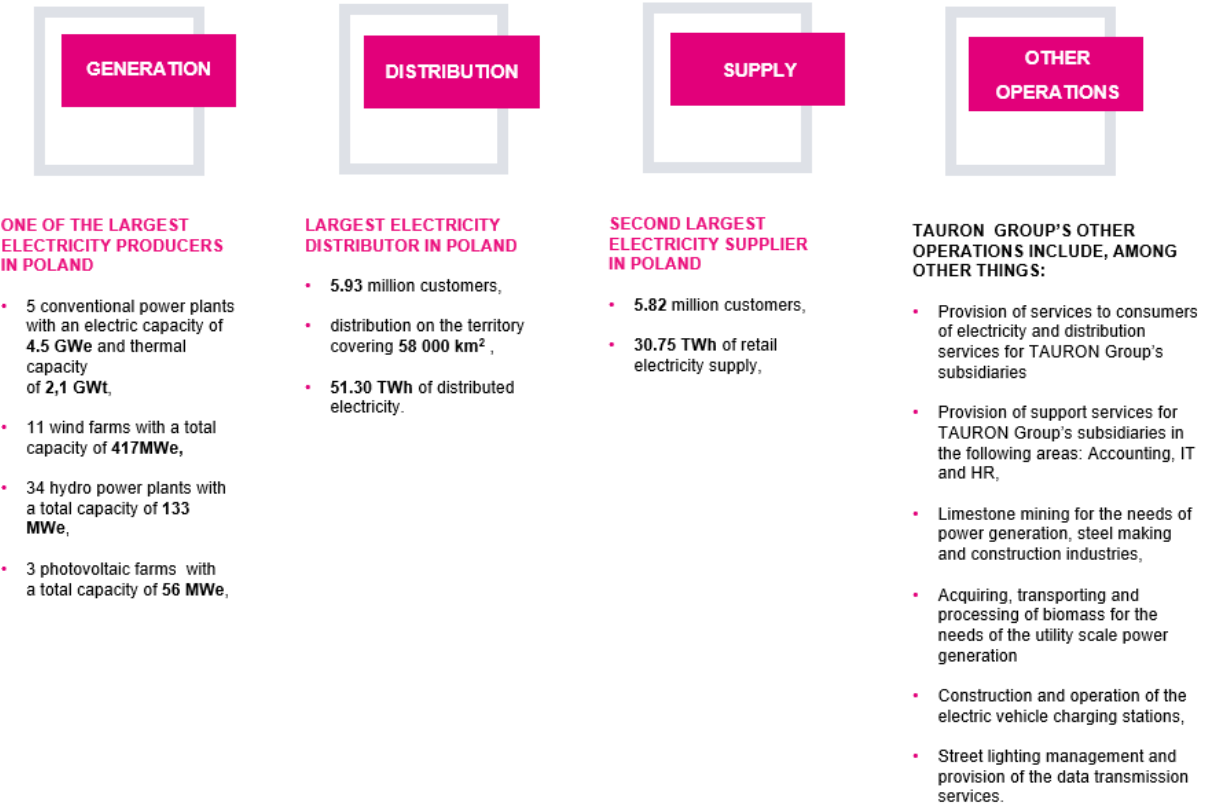 GENERATION
ONE OF THE LARGEST
ELECTRICITY PRODUCERS
IN POLAND
• 5 conventional power plants
with an electric capacity of
4.5 GWe and thermal
capacity
of 2,1 GWt,
• 11 wind farms with a total
capacity of 417MWe,
• 34 hydro power plants with
a total capacity of 133
MWe,
• 3 photovoltaic farms with
a total capacity of 56 MWe,
DISTRIBUTION
LARGEST ELECTRICITY
DISTRIBUTOR IN POLAND
• 5.93 million customers,
• distribution on the territory
covering 58 000 km² ,
• 51.30 TWh of distributed
electricity.
SUPPLY
SECOND LARGEST
ELECTRICITY SUPPLIER
IN POLAND
• 5.82 million customers,
• 30.75 TWh of retail
electricity supply,
OTHER
OPERATIONS
TAURON GROUP’S OTHER
OPERATIONS INCLUDE, AMONG
OTHER THINGS:
• Provision of services to consumers
of electricity and distribution
services for TAURON Group’s
subsidiaries
• Provision of support services for
TAURON Group’s subsidiaries in
the following areas: Accounting, IT
and HR,
• Limestone mining for the needs of
power generation, steel making
and construction industries,
• Acquiring, transporting and
processing of biomass for the
needs of the utility scale power
generation
• Construction and operation of the
electric vehicle charging stations,
• Street lighting management and
provision of the data transmission
services.